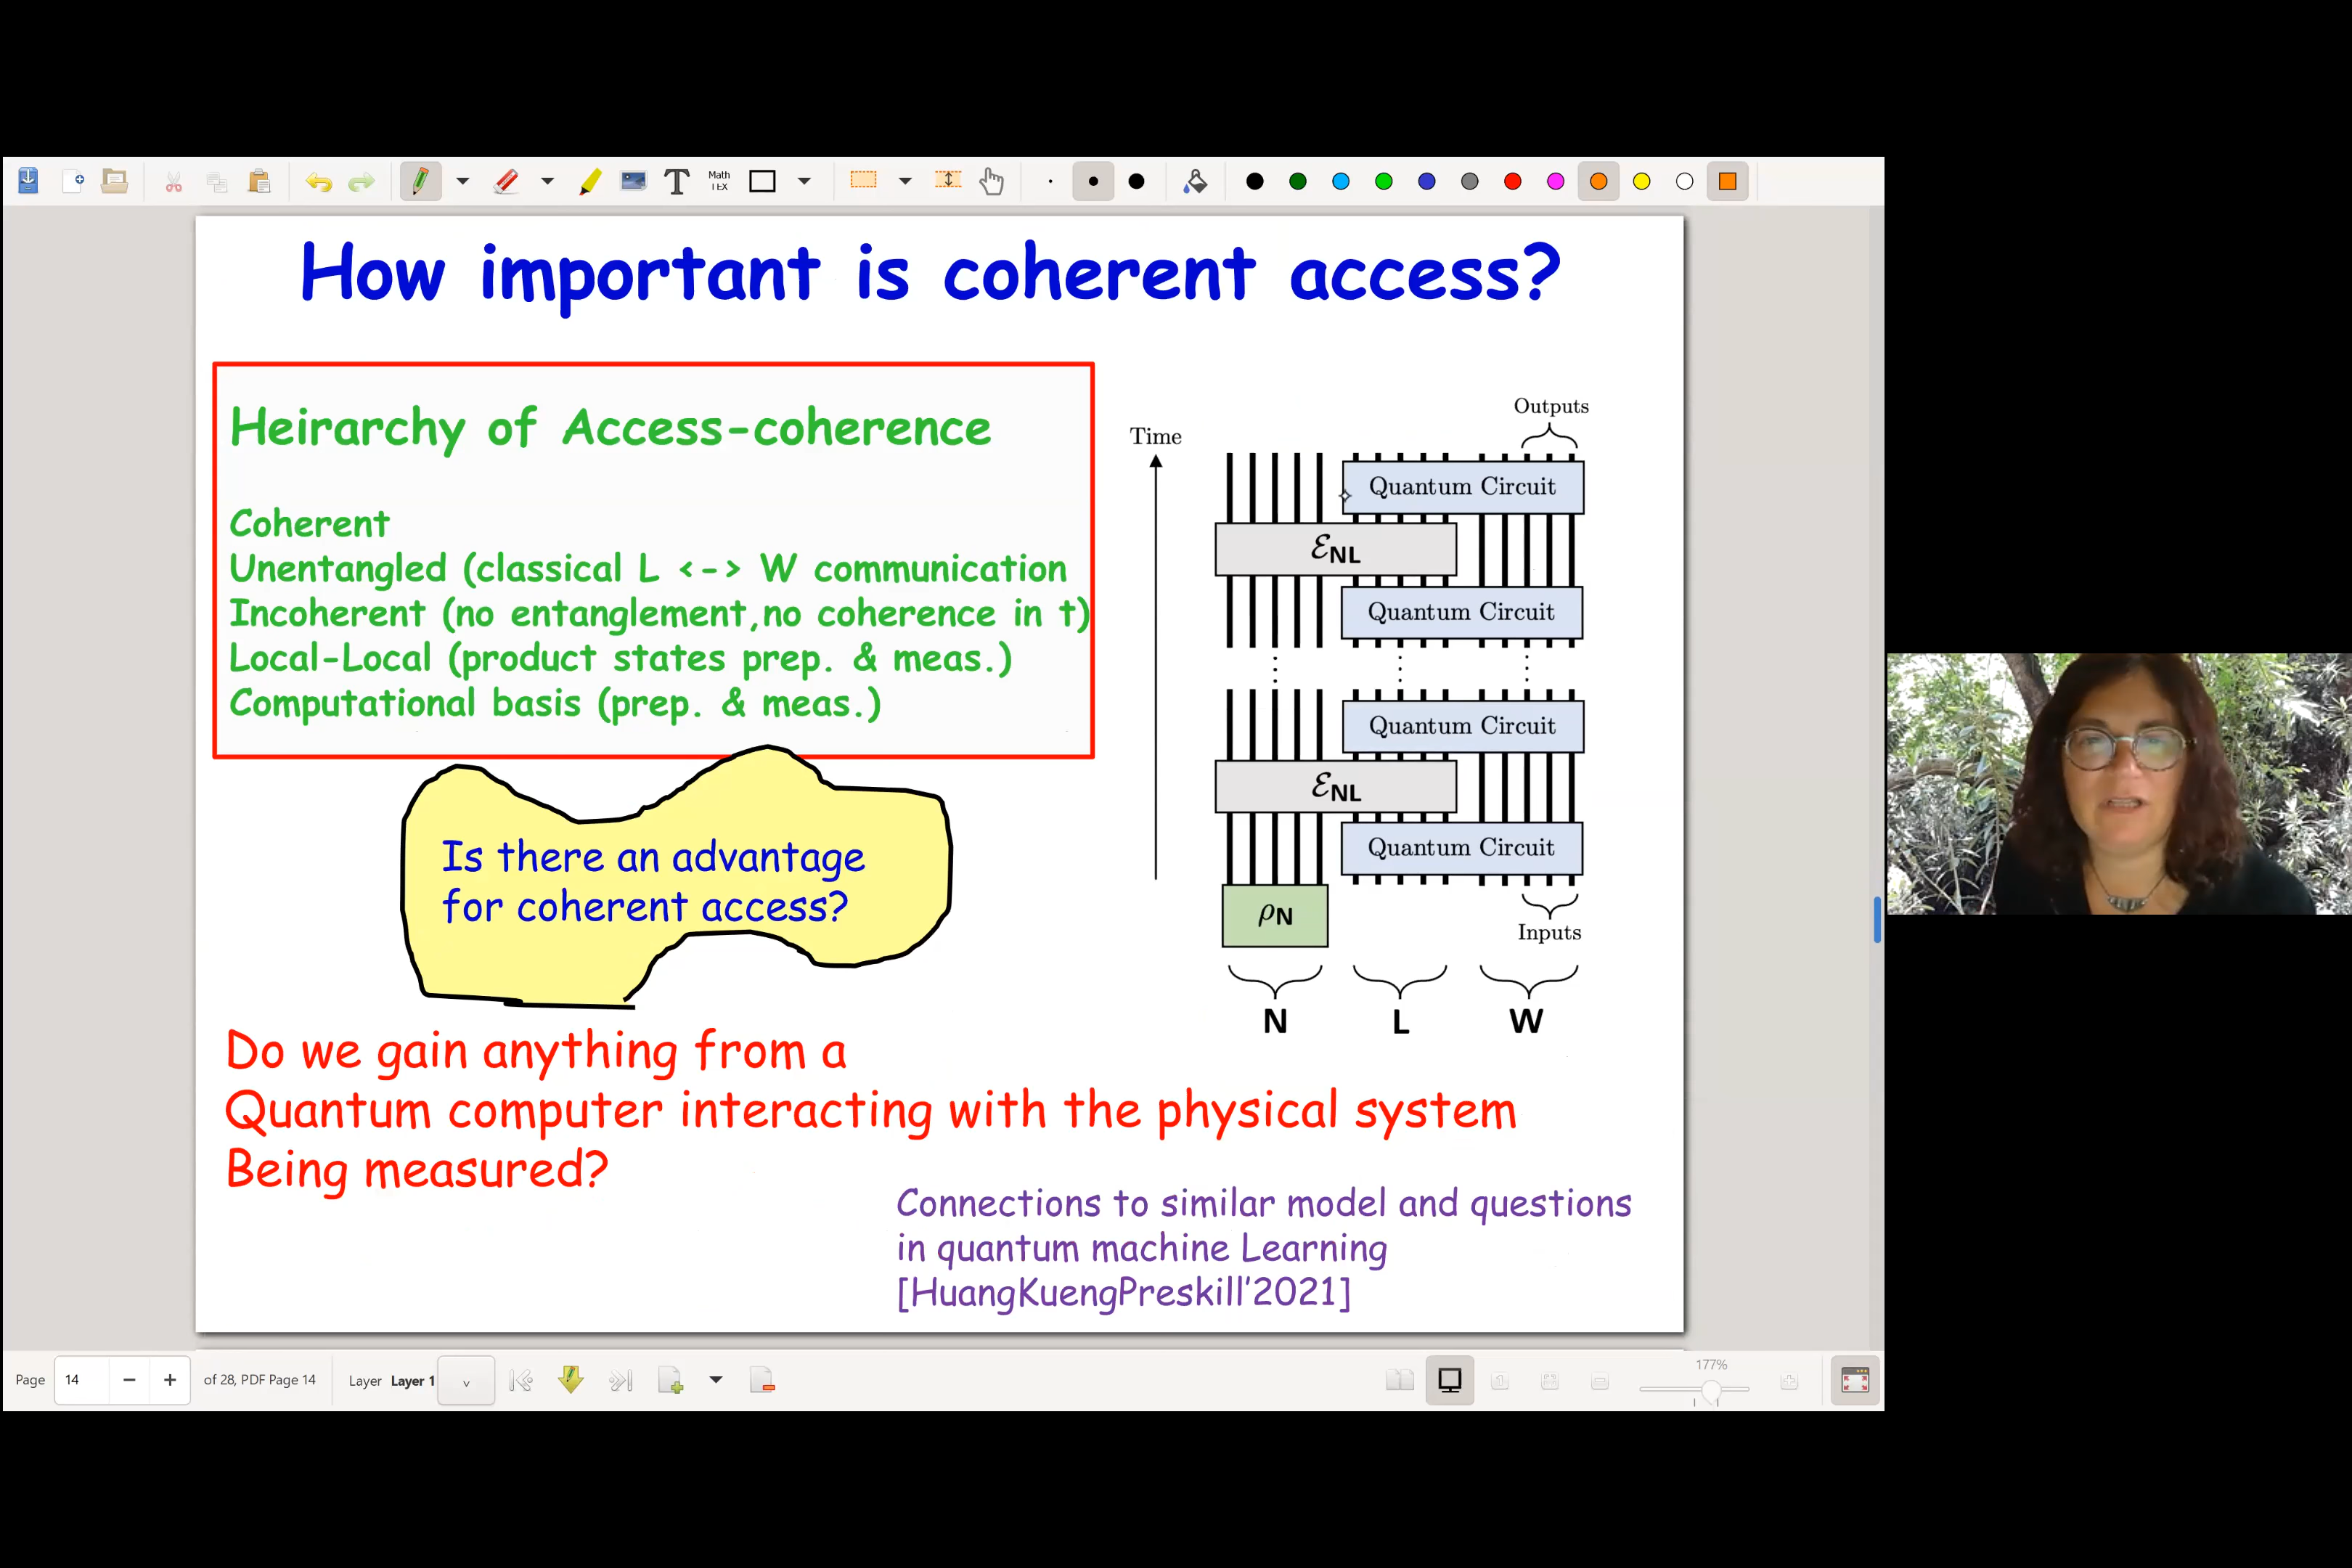 Math
TEX
How important is coherent access?
Heirarchy of Access-coherence
Coherent
Unentangled (classical L <-> W communication
Incoherent (no entanglement,no coherence in t)
Local-Local (product states prep. & meas.)
Computational basis (prep. & meas.)
Is there an advantage
for coherent access?
Do we gain anything from a
Quantum computer interacting with the physical system
Being measured?
Connections to similar model and questions
in quantum machine Learning
[HuangKuengPreskill'2021]
Outputs
Time
Quantum Circuit
ℰNL
Quantum Circuit
Quantum Circuit
ℰNL
Quantum Circuit
ρN
Inputs
N L W
Page 14 of 28, PDF Page 14 Layer Layer 1
177%